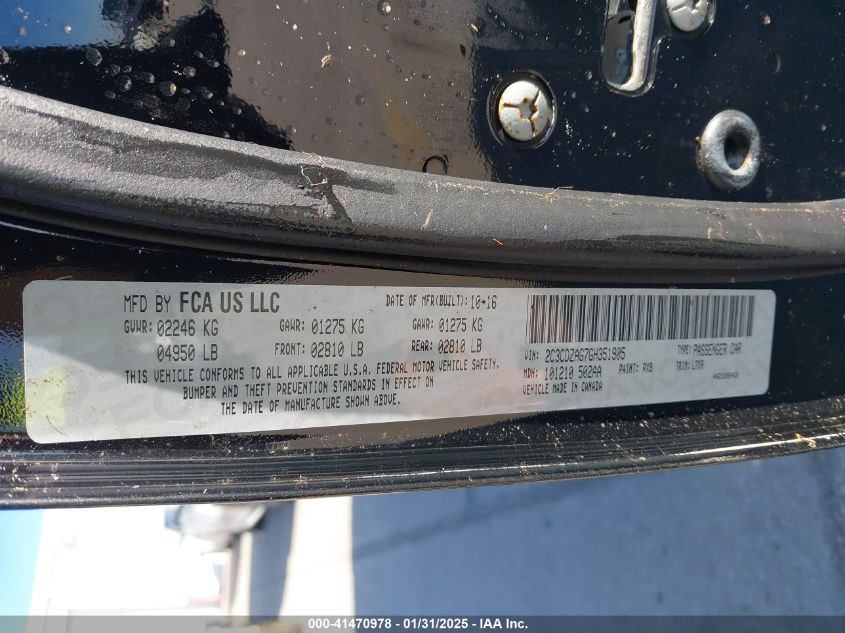 MFD BY FCA US LLC DATE OF MFR(BUILT): 10-16
GVWR: 02246 KG GAWR: 01275 KG GAWR: 01275 KG
04950 LB FRONT: 02810 LB REAR: 02810 LB
THIS VEHICLE CONFORMS TO ALL APPLICABLE U.S.A. FEDERAL MOTOR VEHICLE SAFETY,
BUMPER AND THEFT PREVENTION STANDARDS IN EFFECT ON
THE DATE OF MANUFACTURE SHOWN ABOVE.
VIN: 2C3CDZAG7GH351905 TYPE: PASSENGER CAR
MDH: 101210 502AA PAINT: PX8 TRIM:
VEHICLE MADE IN CANADA
000-41470978 - 01/31/2025 - IAA Inc.